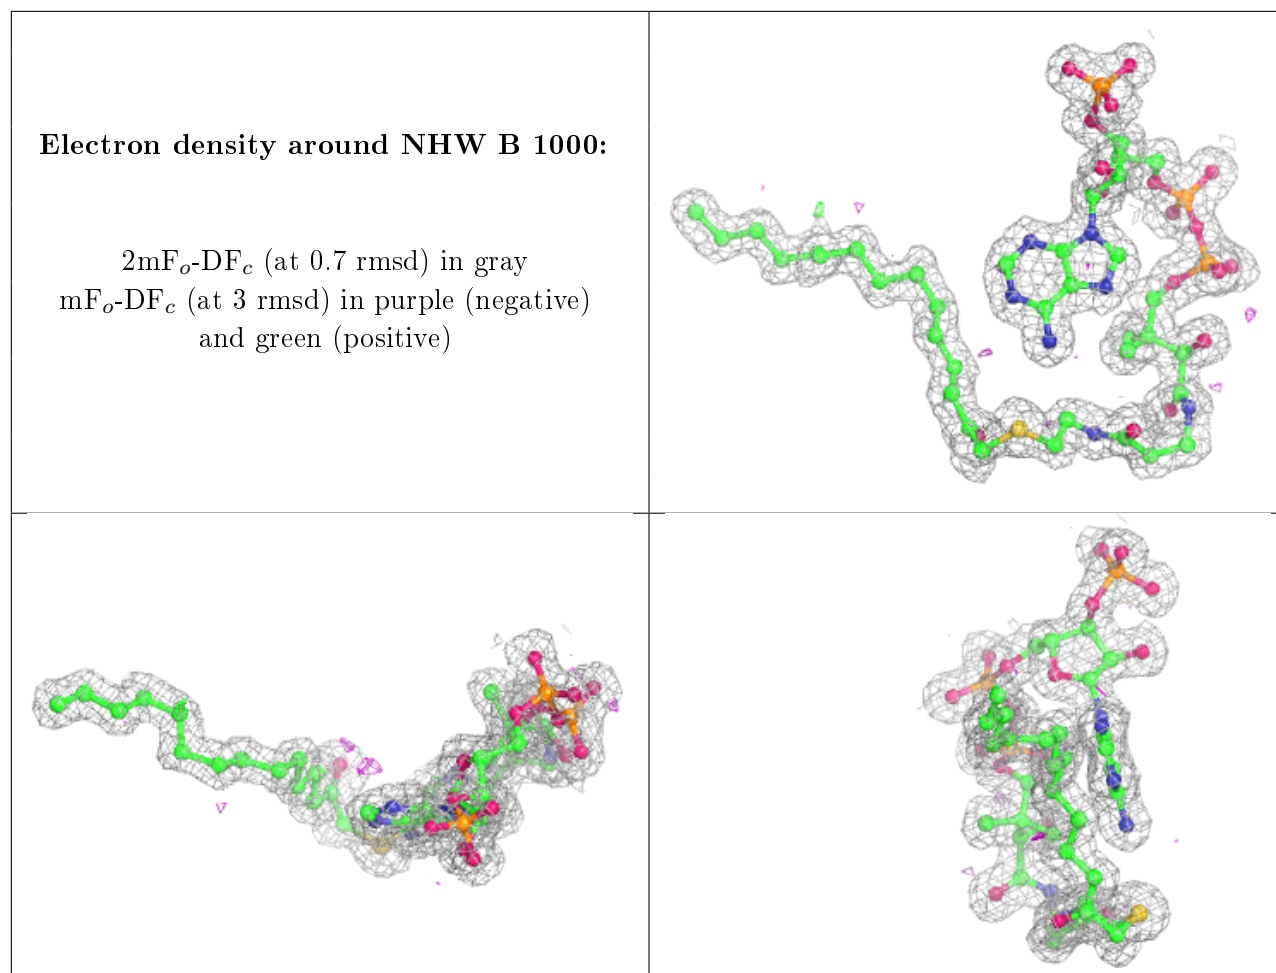 Electron density around NHW B 1000:
2mFo-DFc (at 0.7 rmsd) in gray
mFo-DFc (at 3 rmsd) in purple (negative)
and green (positive)